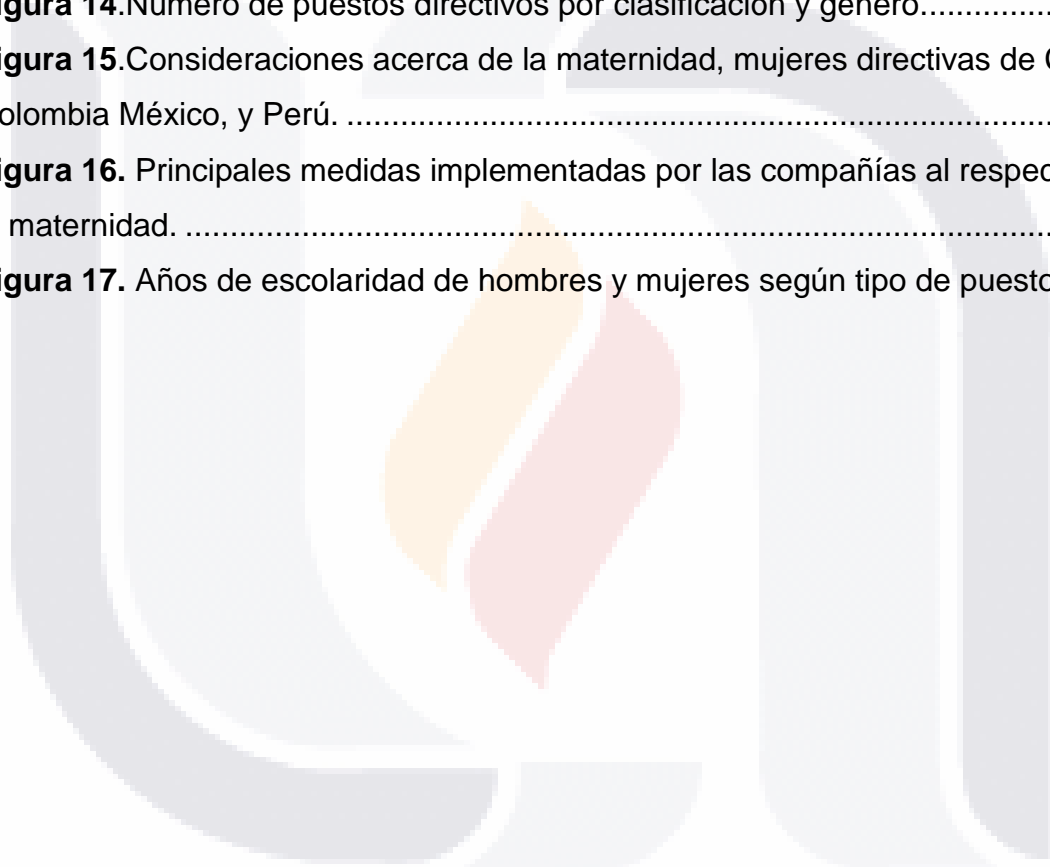 igura 14.Número de puestos directivos por clasificación y género................
igura 15.Consideraciones acerca de la maternidad, mujeres directivas de C
olombia México, y Perú. ................................................................................
igura 16. Principales medidas implementadas por las compañías al respec
maternidad. ..................................................................................................
igura 17. Años de escolaridad de hombres y mujeres según tipo de puesto